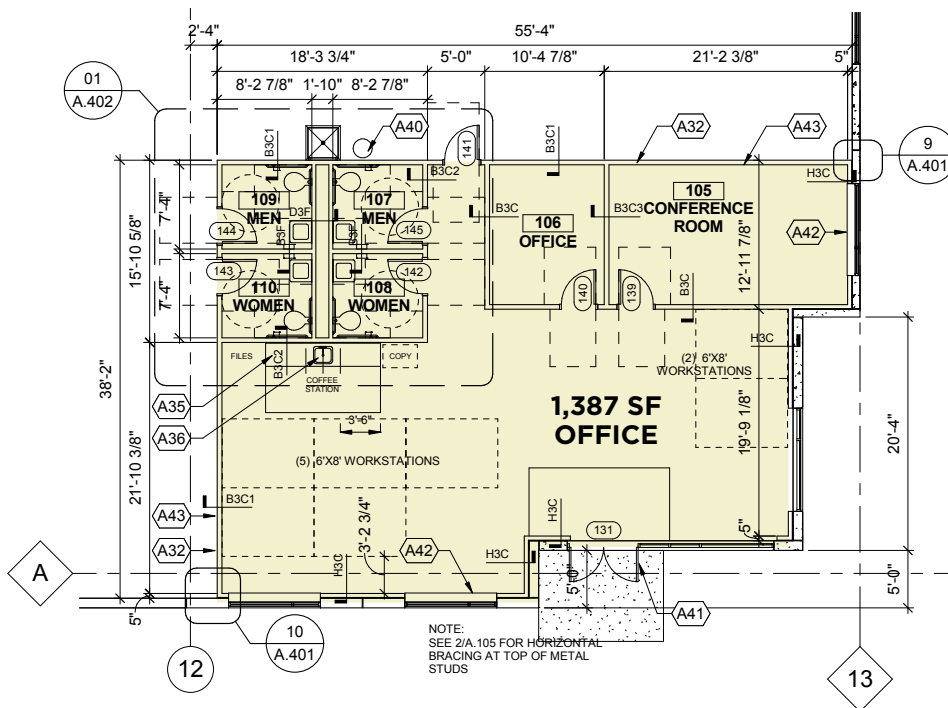 2'-4"
55'-4"
18'-3 3/4"
5'-0"
10'-4 7/8"
21'-2 3/8"
5"
8'-2 7/8"
1'-10"
8'-2 7/8"
01
A.402
A40
141
B3C1
B3C1
A32
A43
9
A.401
B3C2
H3C
109
MEN
107
MEN
D3F
B3F
B3F
144
145
B3C
106
OFFICE
B3C3
105
CONFERENCE
ROOM
A42
7'-4"
15'-10 5/8"
12'-11 7/8"
143
142
110
WOMEN
108
WOMEN
7'-4"
140
139
B3C
H3C
FILES
B3C2
COFFEE
STATION
COPY
(2) 6'X8'
WORKSTATIONS
38'-2"
A35
A36
3'-6"
1,387 SF
OFFICE
19'-9 1/8"
20'-4"
(5) 6'X8' WORKSTATIONS
21'-10 3/8"
B3C1
A43
A32
3'-2 3/4"
A42
H3C
H3C
H3C
131
5"
5'-0"
5'-0"
A
5"
A41
10
A.401
12
NOTE:
SEE 2/A.105 FOR HORIZONTAL
BRACING AT TOP OF METAL
STUDS
13